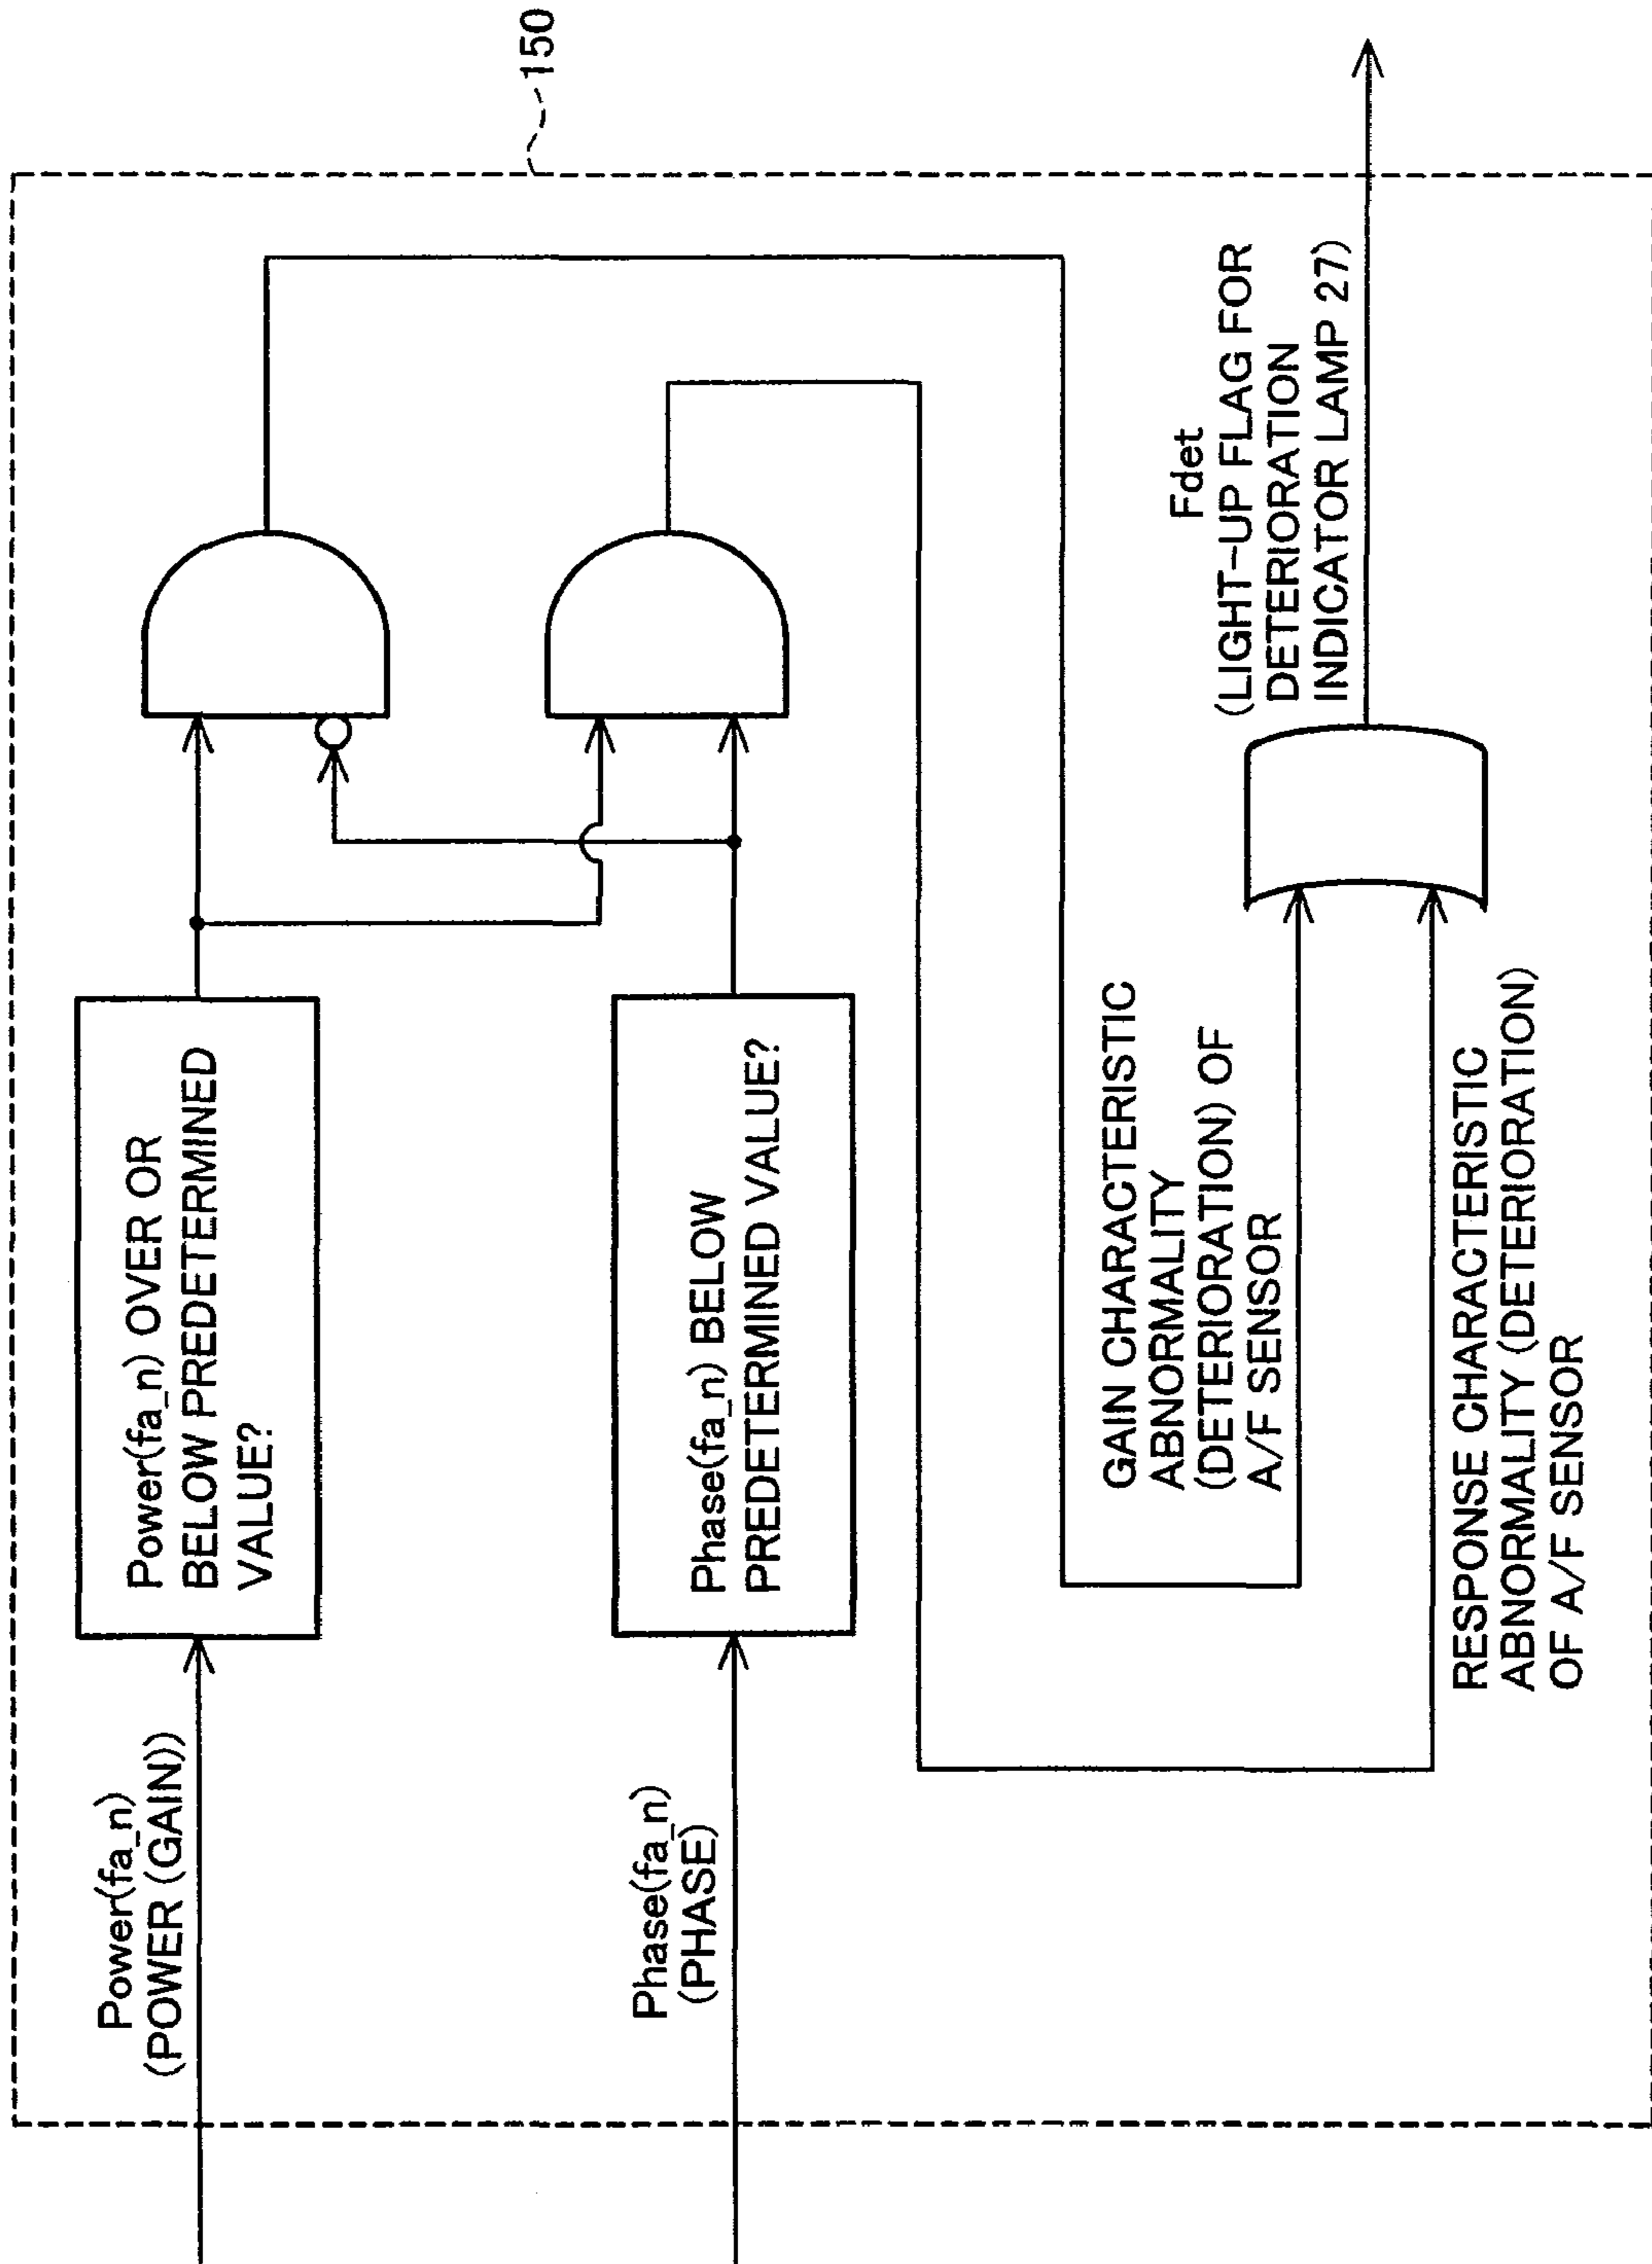 150
Power(fa_n)
(POWER (GAIN))
Power(fa_n) OVER OR
BELOW PREDETERMINED
VALUE?
Phase(fa_n)
(PHASE)
Phase(fa_n) BELOW
PREDETERMINED VALUE?
GAIN CHARACTERISTIC
ABNORMALITY
(DETERIORATION) OF
A/F SENSOR
RESPONSE CHARACTERISTIC
ABNORMALITY (DETERIORATION)
OF A/F SENSOR
Fdet
(LIGHT-UP FLAG FOR
DETERIORATION
INDICATOR LAMP 27)